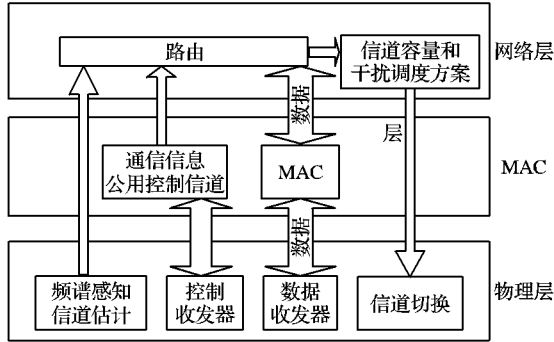 路由
信道容量和
干扰调度方案
网络层
数据
层
通信信息
公用控制信道
MAC
MAC
数据
频谱感知
信道估计
控制
收发器
数据
收发器
信道切换
物理层